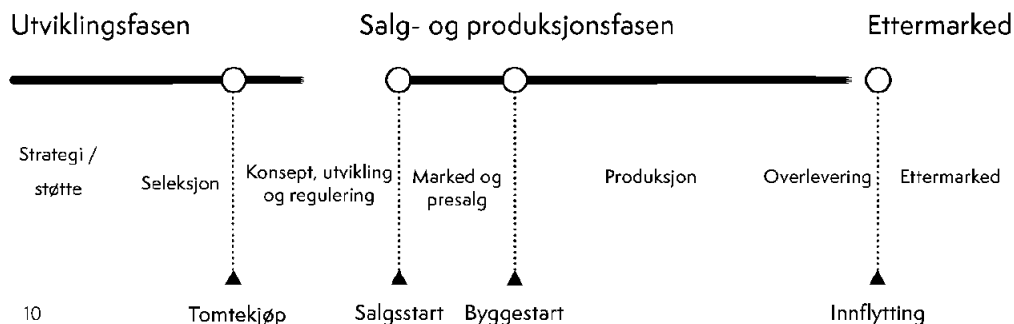 Utviklingsfasen
Salg- og produksjonsfasen
Ettermarked
Strategi /
støtte
Seleksjon
Konsept, utvikling
og regulering
Marked og
presalg
Produksjon
Overlevering
Ettermarked
10
Tomtekjøp
Salgsstart
Byggestart
Innflytting